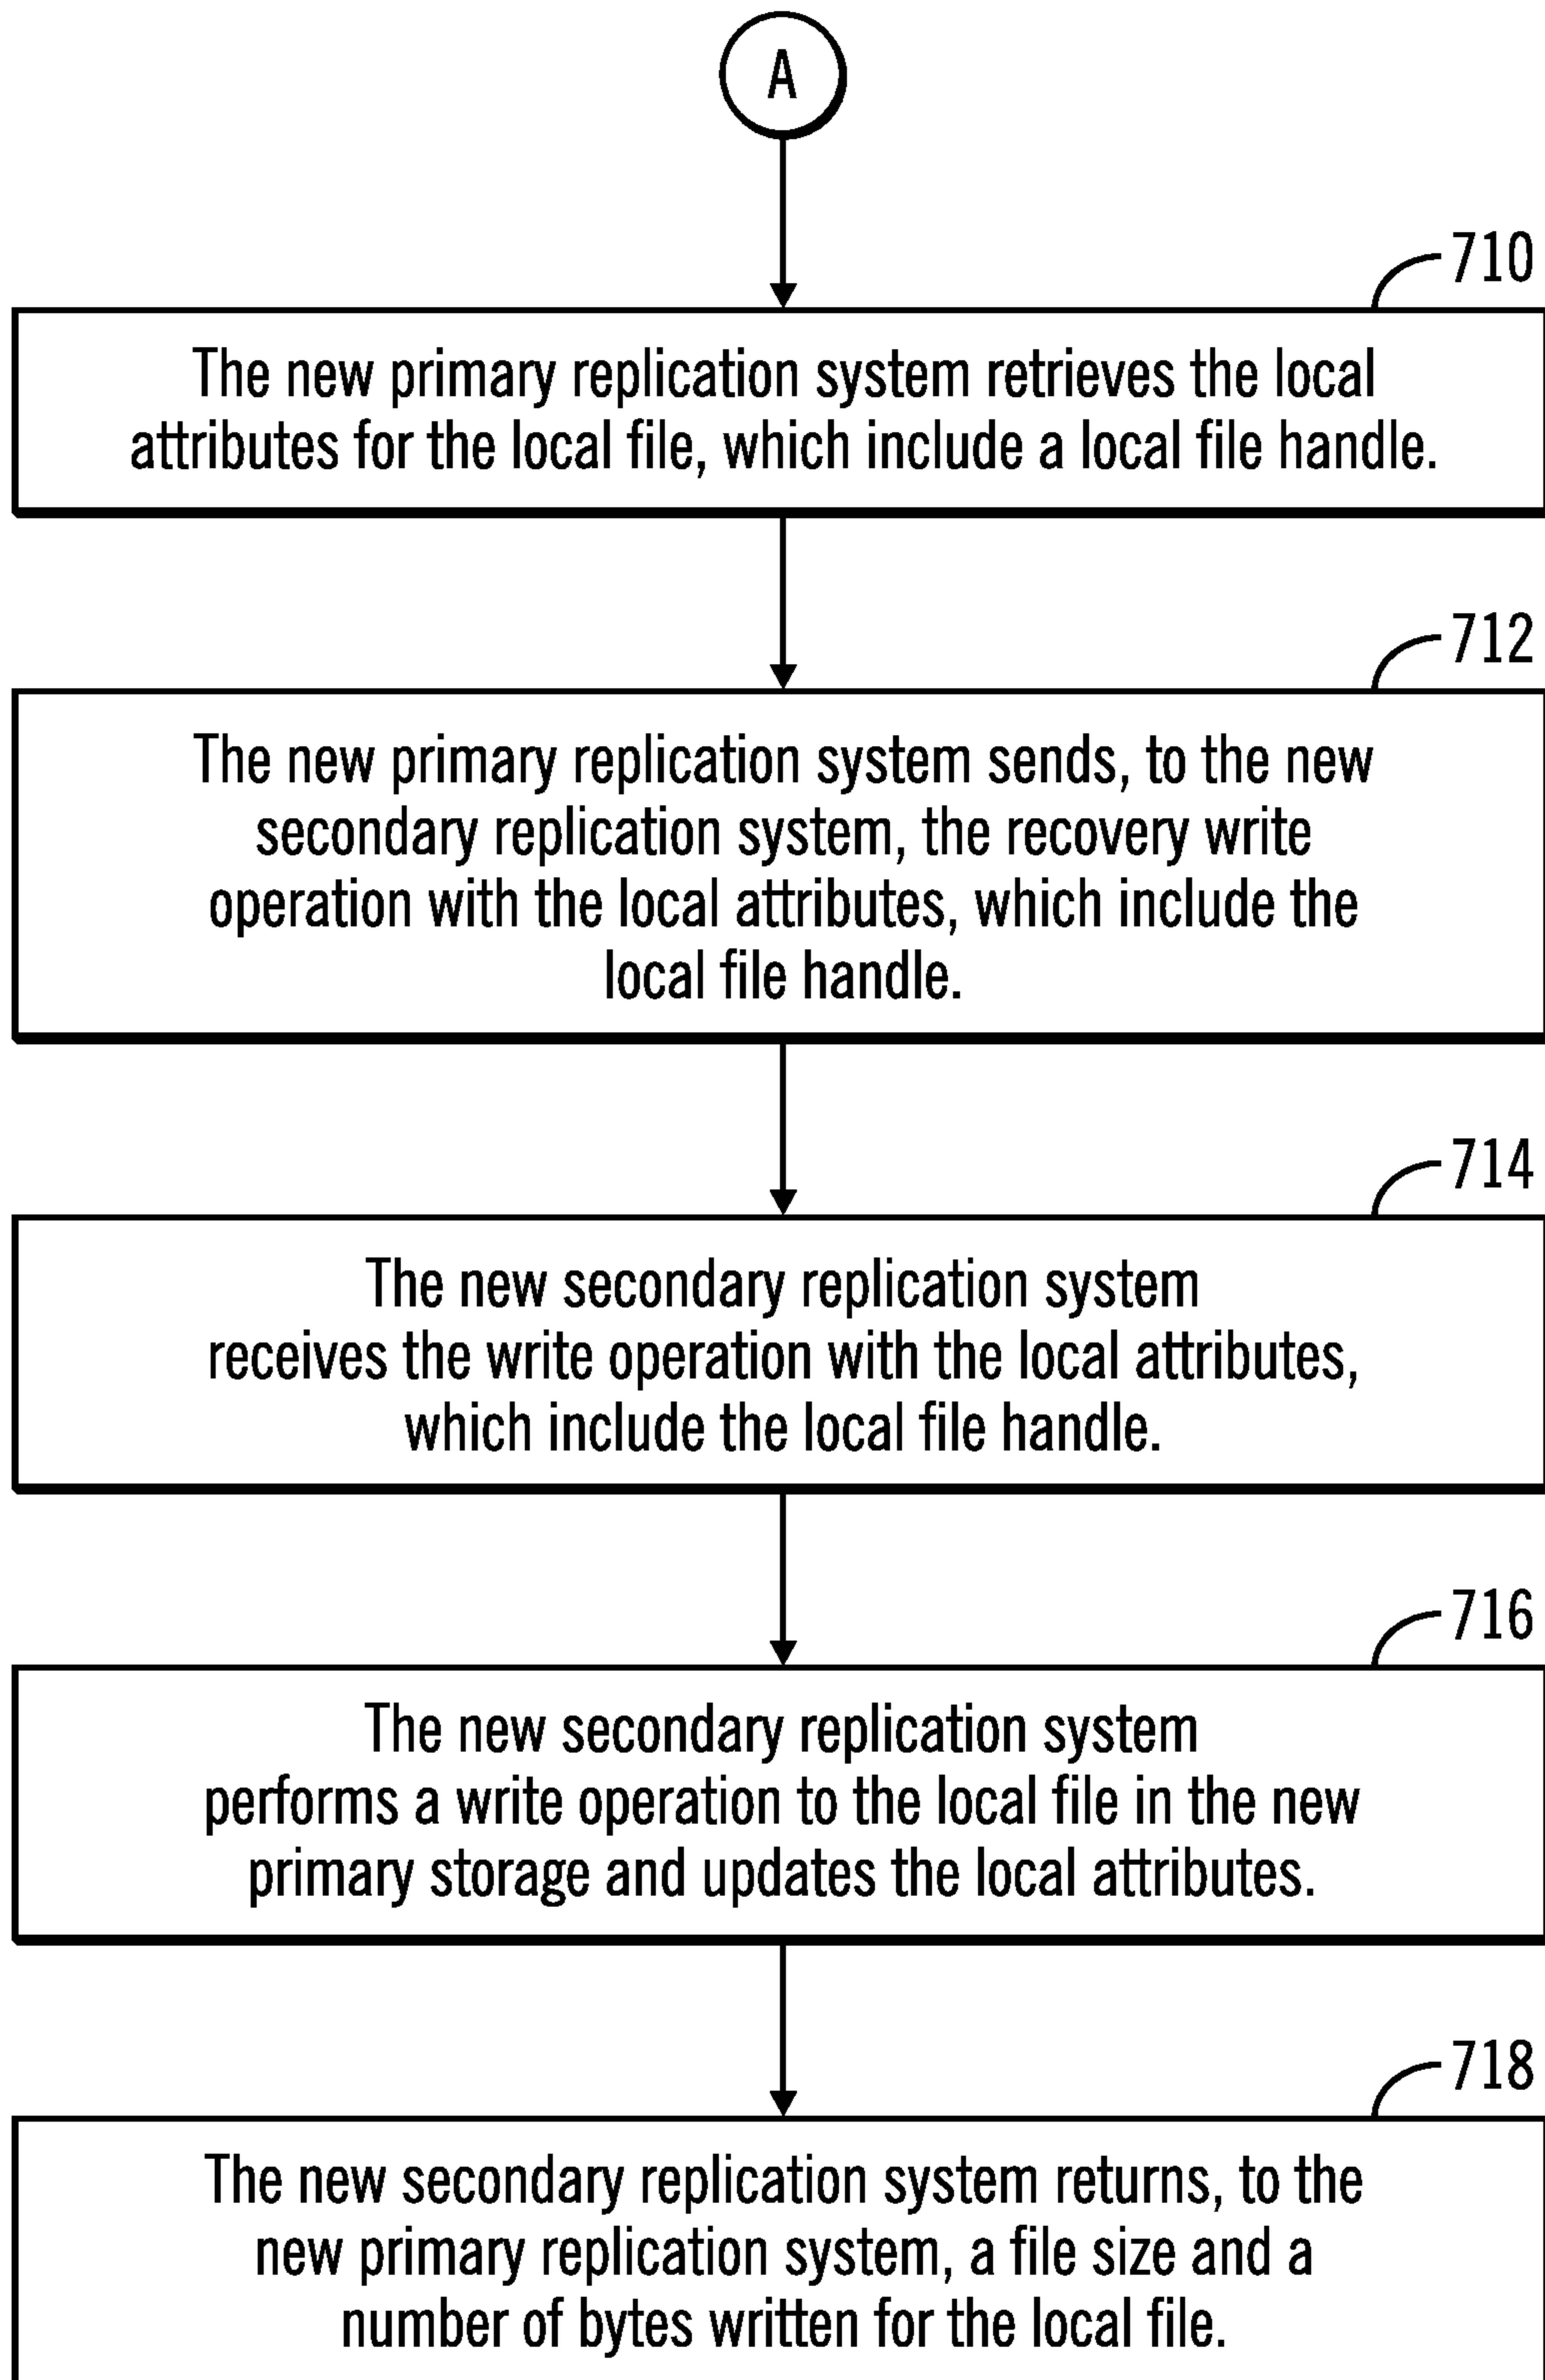 A
710
The new primary replication system retrieves the local
attributes for the local file, which include a local file handle.
712
The new primary replication system sends, to the new
secondary replication system, the recovery write
operation with the local attributes, which include the
local file handle.
714
The new secondary replication system
receives the write operation with the local attributes,
which include the local file handle.
716
The new secondary replication system
performs a write operation to the local file in the new
primary storage and updates the local attributes.
718
The new secondary replication system returns, to the
new primary replication system, a file size and a
number of bytes written for the local file.